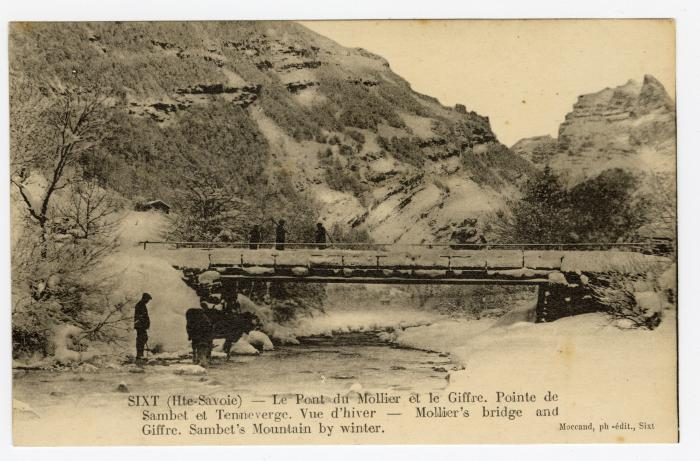 SIXT (Hte-Savoie) — Le Pont du Mollier et le Giffre. Pointe de
Sambet et Tenneverge. Vue d'hiver — Mollier's bridge and
Giffre. Sambet's Mountain by winter.
Moccand, ph-édit., Sixt